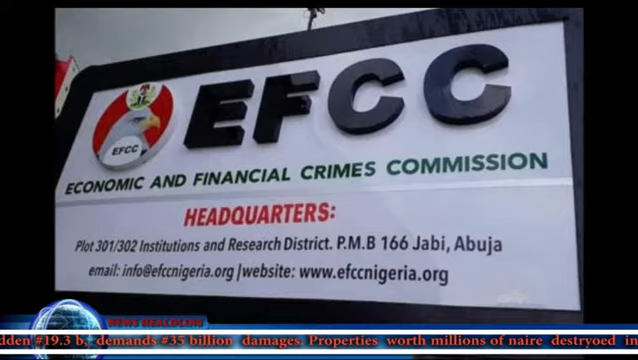 EFCC
EFCC
ECONOMIC AND FINANCIAL CRIMES COMMISSION
HEADQUARTERS:
Plot 301/302 Institutions and Research District. P.M.B 166 Jabi, Abuja
email: info@efccnigeria.org | website: www.efccnigeria.org
NEWS HEALDLINE
dden #19.3 b, demands #35 billion damages. Properties worth millions of naire destryoed in